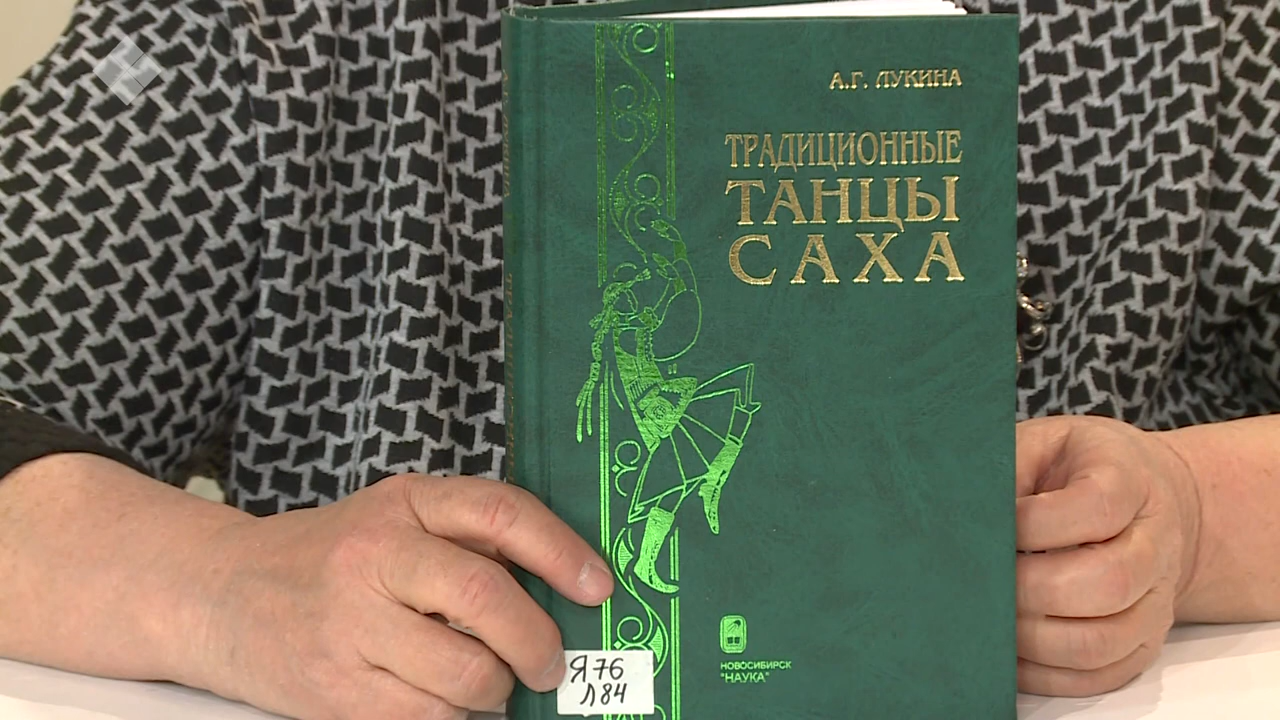 А.Г. ЛУКИНА
ТРАДИЦИОННЫЕ
ТАНЦЫ
САХА
НОВОСИБИРСК
"НАУКА"
Я76
Л84